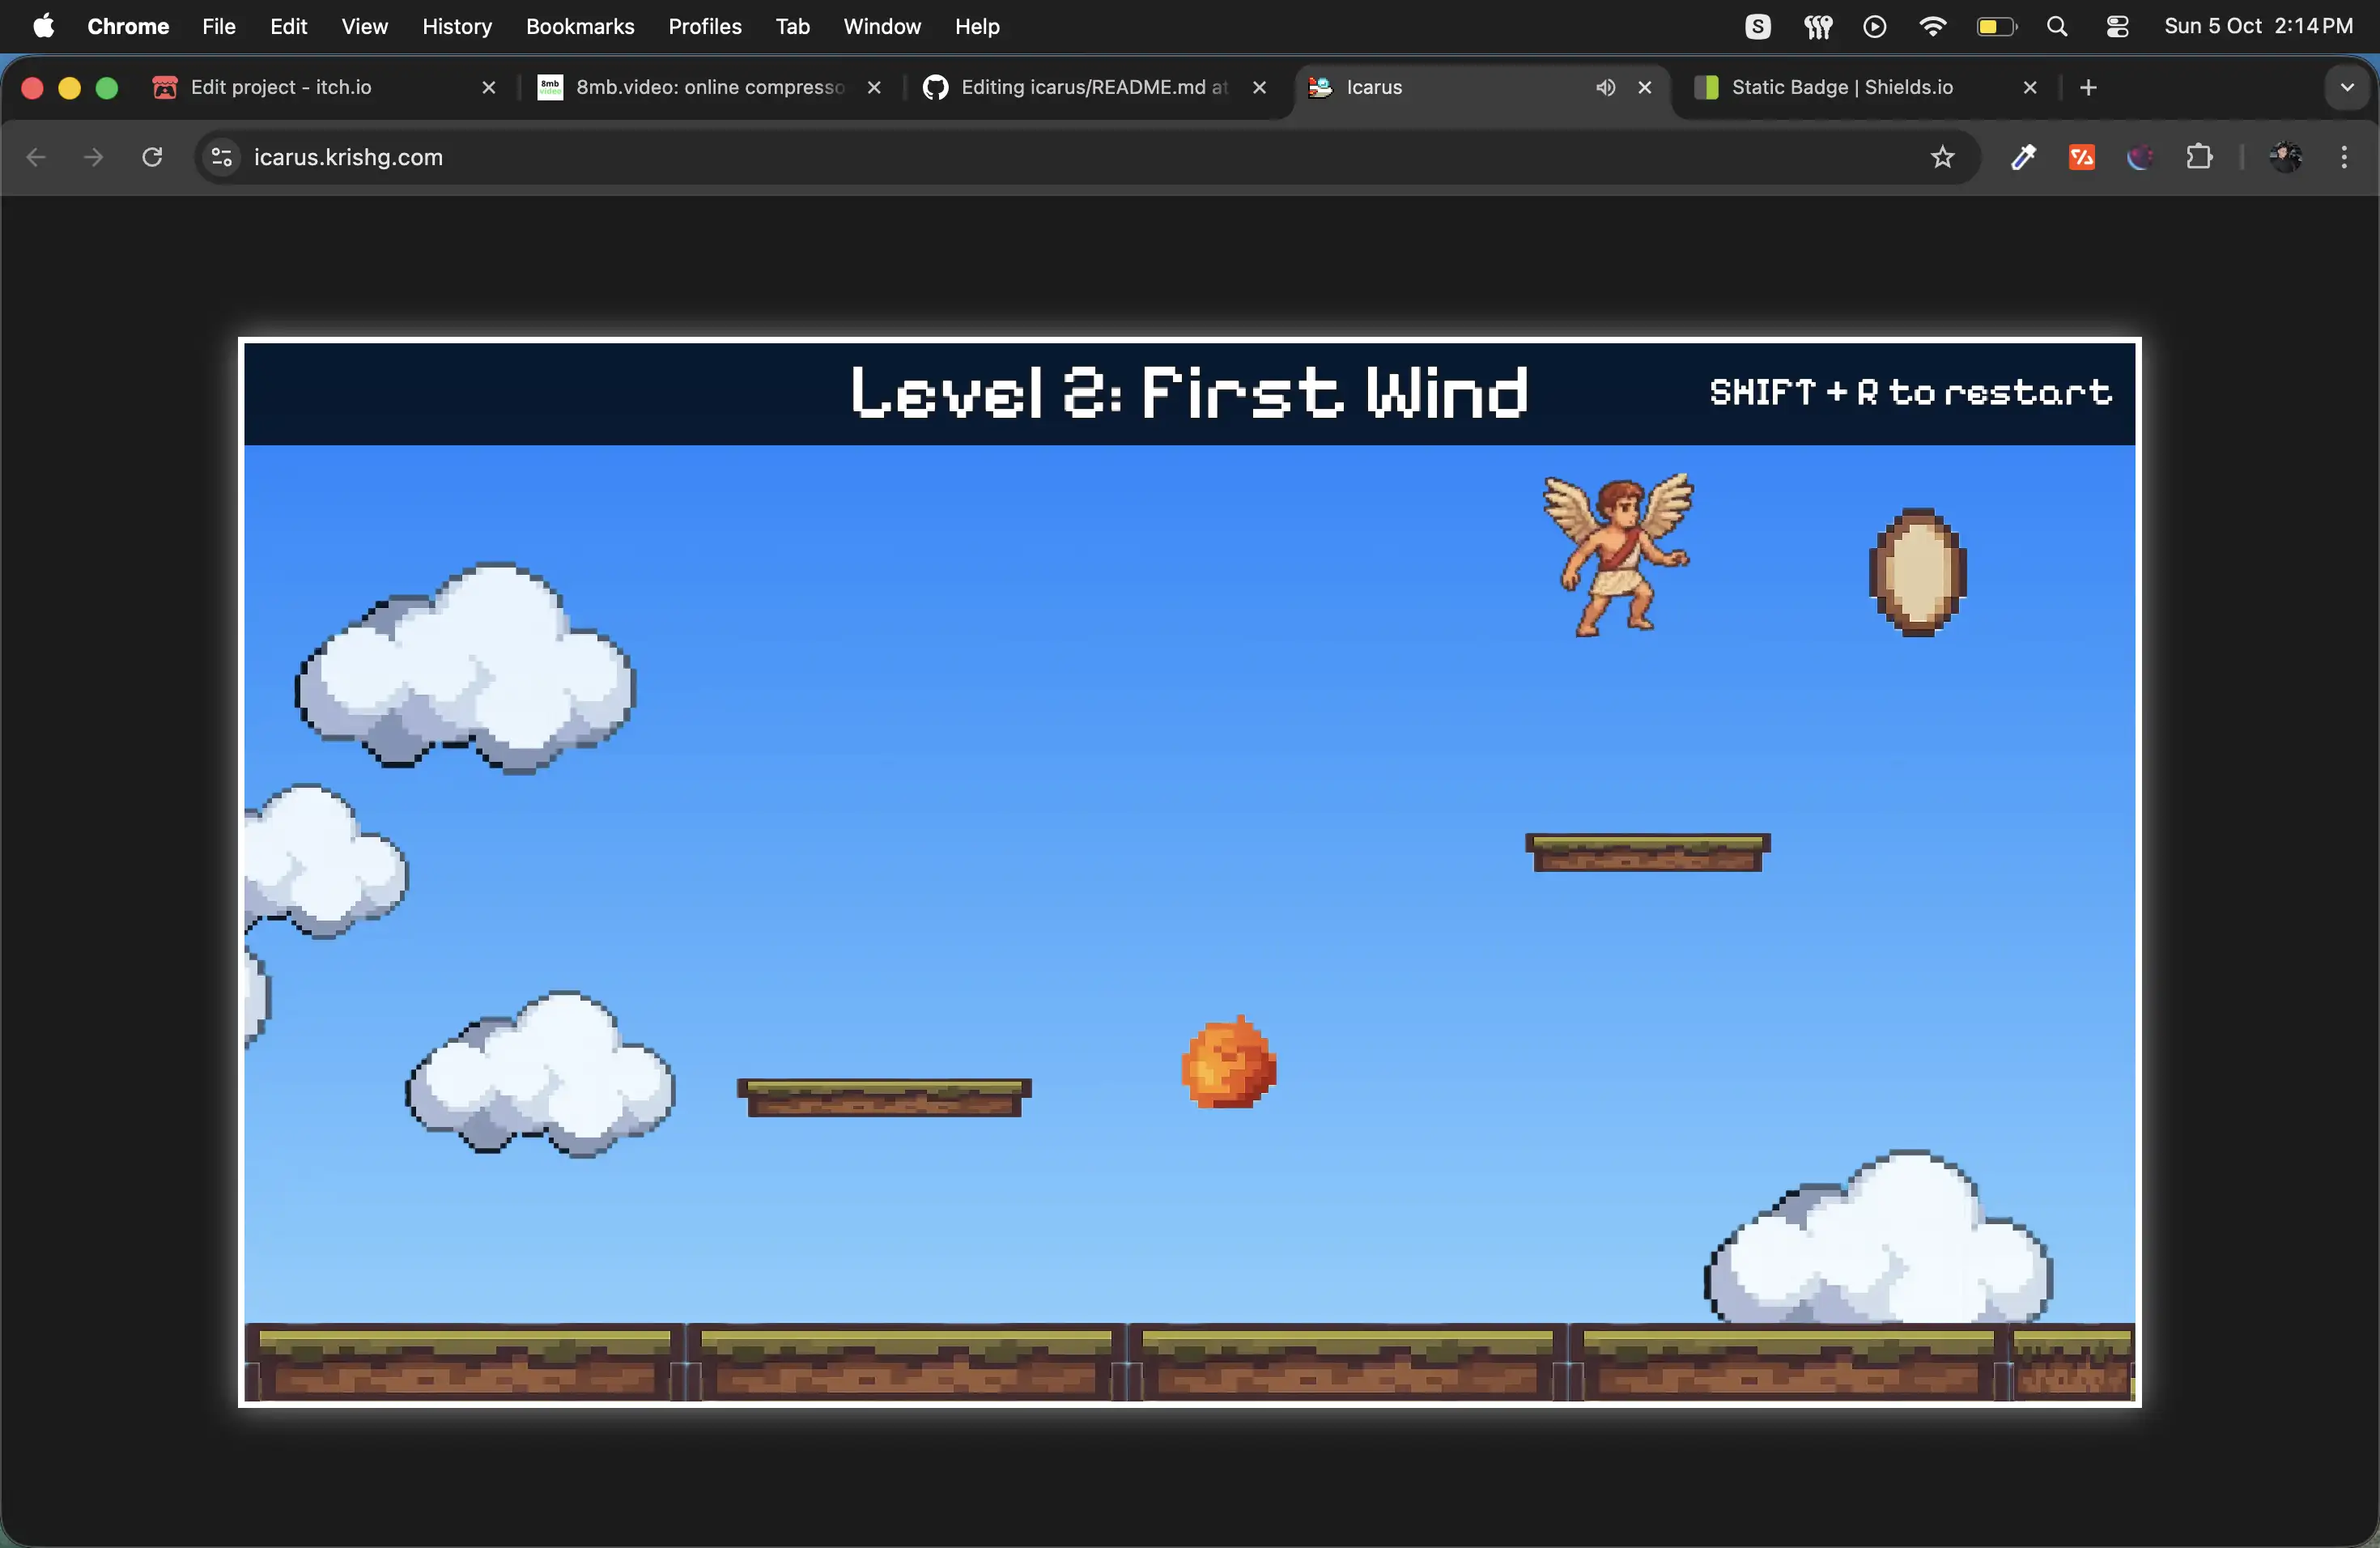 Chrome File Edit View History Bookmarks Profiles Tab Window Help S Sun 5 Oct 2:14 PM
Edit project - itch.io 8mb video 8mb.video: online compresso Editing icarus/README.md at Icarus Static Badge | Shields.io
icarus.krishg.com
Level 2: First Wind SHIFT + R to restart